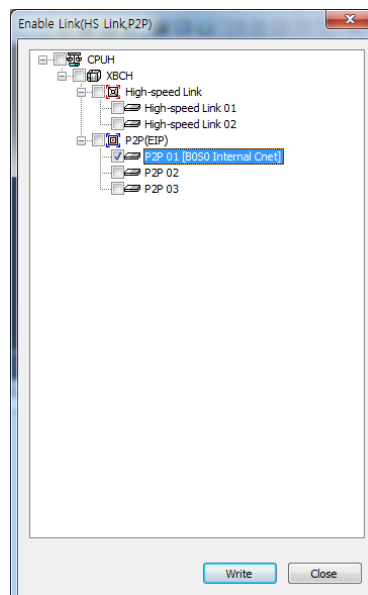 Enable Link(HS Link,P2P)
CPUH
XBCH
High-speed Link
High-speed Link 01
High-speed Link 02
P2P(EIP)
P2P 01 [B0S0 Internal Cnet]
P2P 02
P2P 03
Write Close